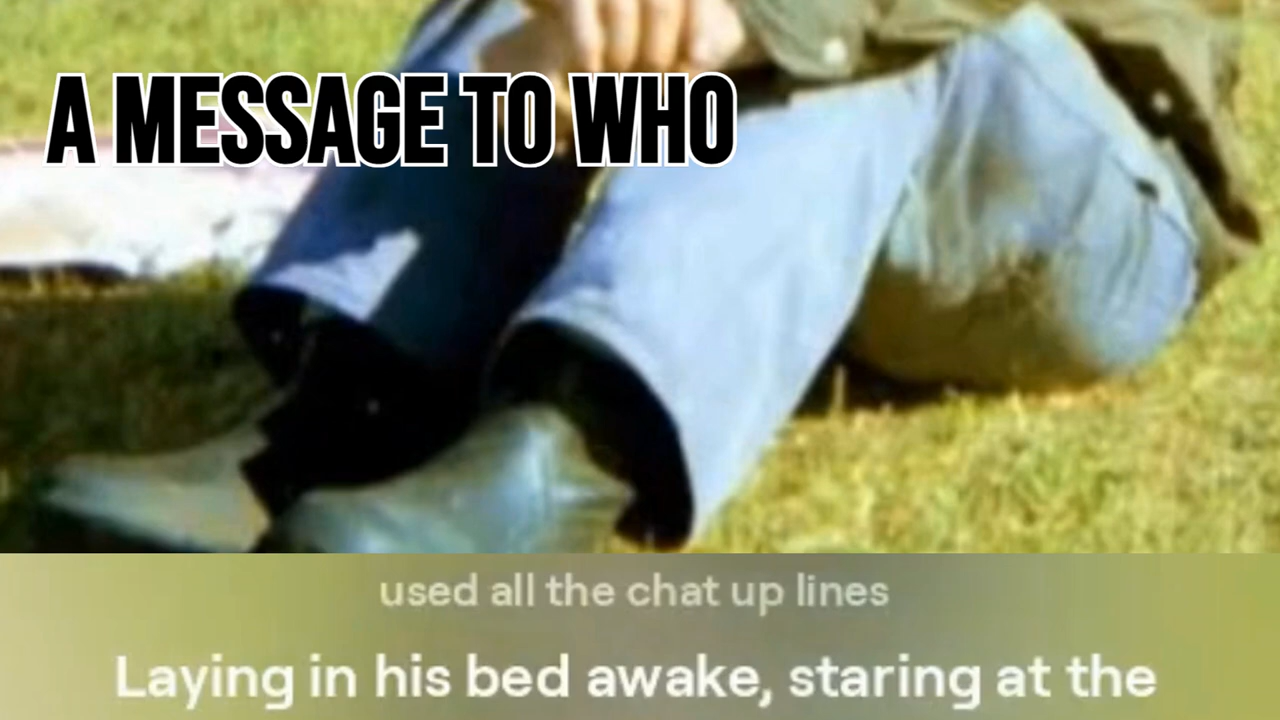 A MESSAGE TO WHO
used all the chat up lines
Laying in his bed awake, staring at the